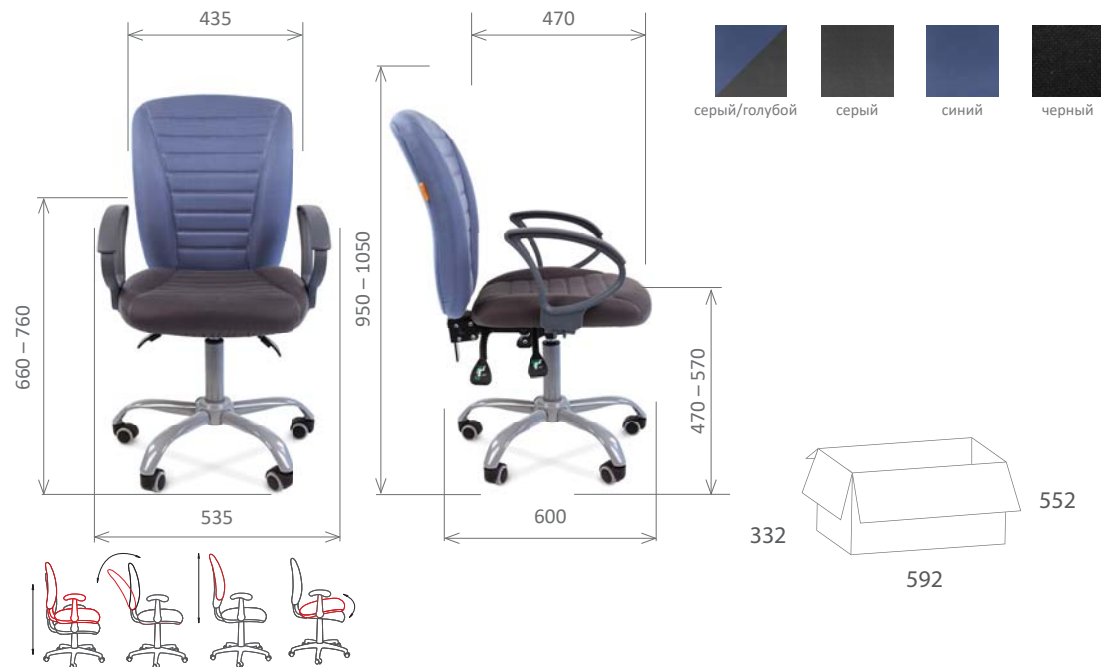 435
470
серый/голубой
серый
синий
черный
660 – 760
950 – 1050
470 – 570
535
600
332
552
592